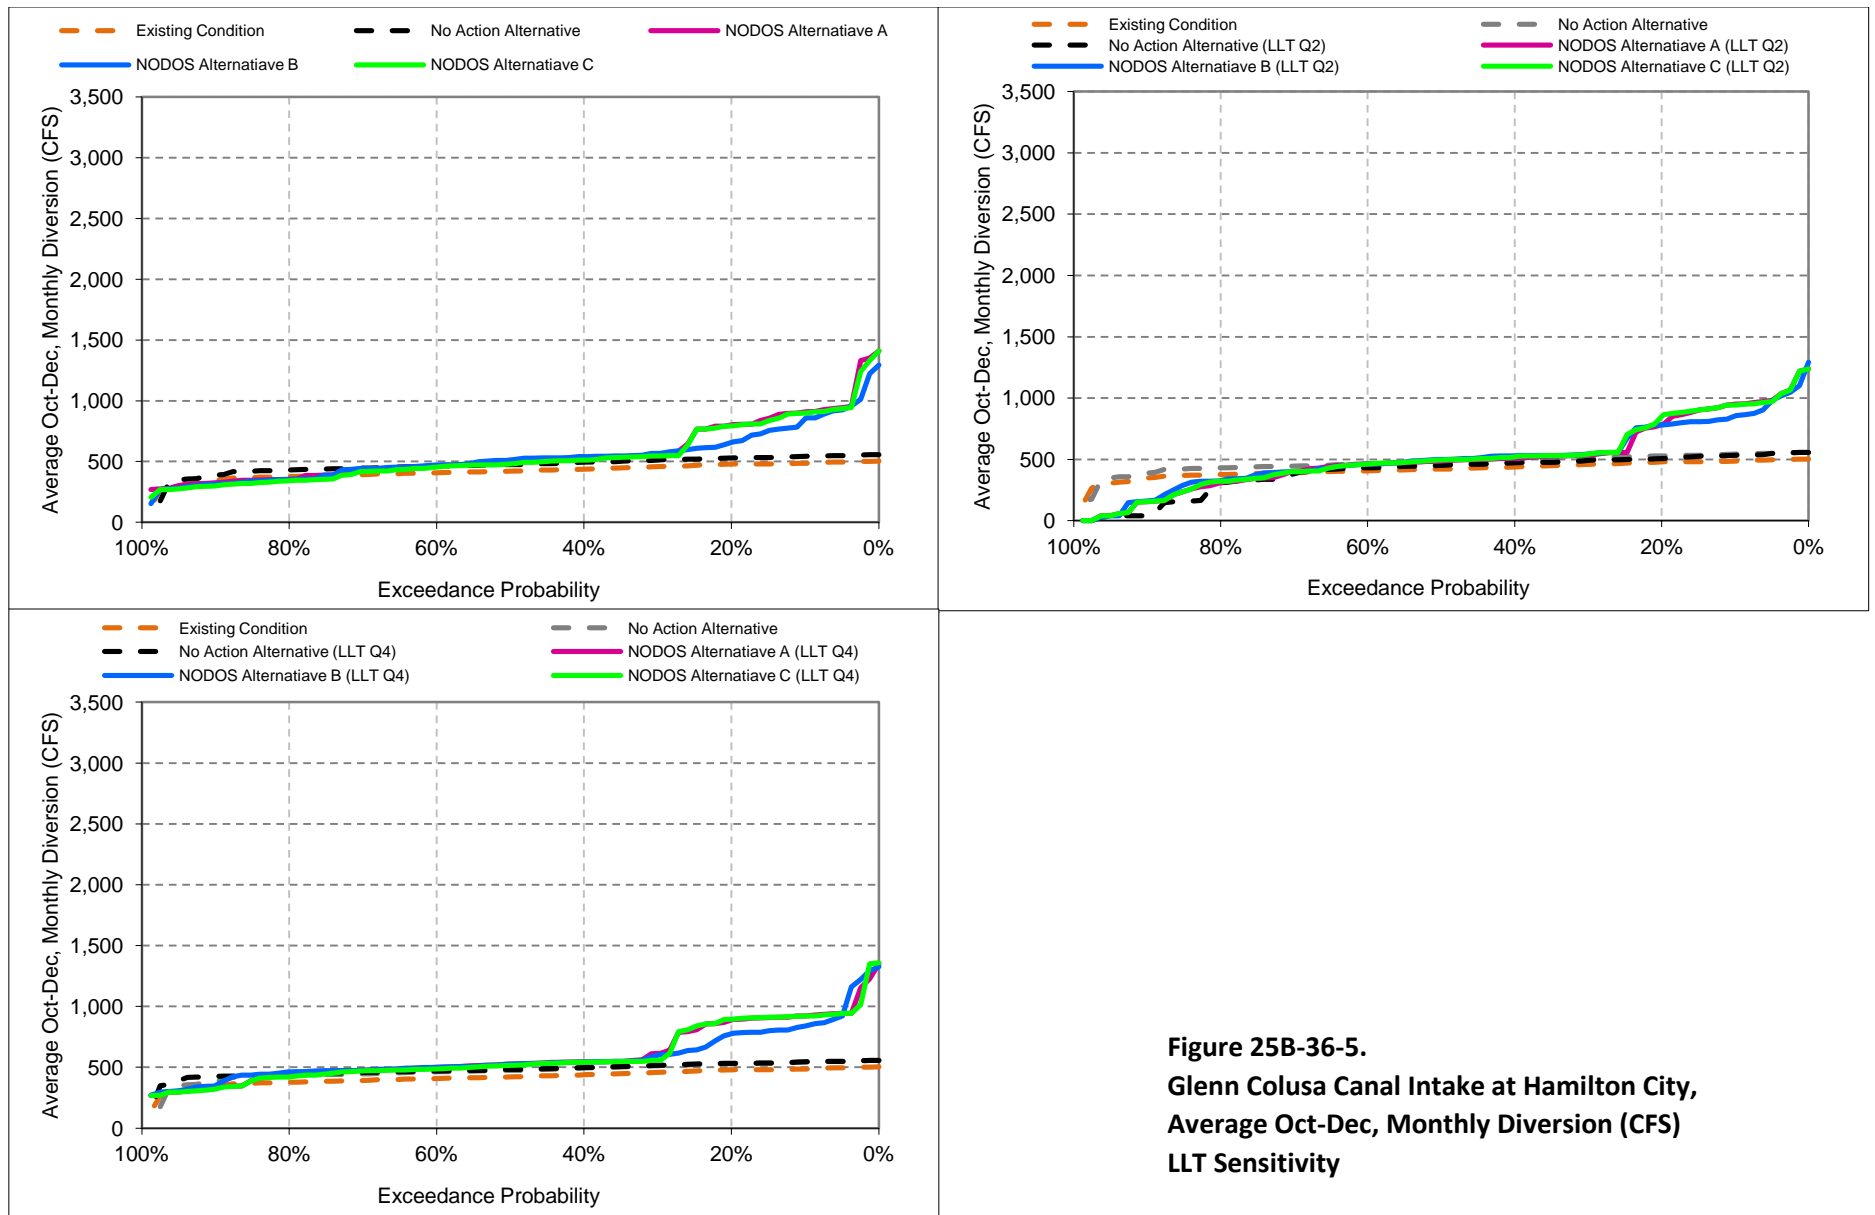 Existing Condition
No Action Alternative
NODOS Alternatiave A
NODOS Alternatiave B
NODOS Alternatiave C
Average Oct-Dec, Monthly Diversion (CFS)
3,500
3,000
2,500
2,000
1,500
1,000
500
0
100% 80% 60% 40% 20% 0%
Exceedance Probability
Existing Condition
No Action Alternative
No Action Alternative (LLT Q2)
NODOS Alternatiave A (LLT Q2)
NODOS Alternatiave B (LLT Q2)
NODOS Alternatiave C (LLT Q2)
Average Oct-Dec, Monthly Diversion (CFS)
3,500
3,000
2,500
2,000
1,500
1,000
500
0
100% 80% 60% 40% 20% 0%
Exceedance Probability
Existing Condition
No Action Alternative
No Action Alternative (LLT Q4)
NODOS Alternatiave A (LLT Q4)
NODOS Alternatiave B (LLT Q4)
NODOS Alternatiave C (LLT Q4)
Average Oct-Dec, Monthly Diversion (CFS)
3,500
3,000
2,500
2,000
1,500
1,000
500
0
100% 80% 60% 40% 20% 0%
Exceedance Probability
Figure 25B-36-5.
Glenn Colusa Canal Intake at Hamilton City,
Average Oct-Dec, Monthly Diversion (CFS)
LLT Sensitivity